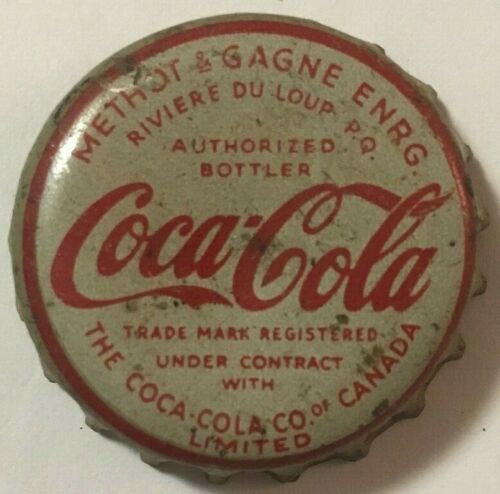 METHOT & GAGNE ENRG.
RIVIERE DU LOUP P.Q.
AUTHORIZED
BOTTLER
Coca-Cola
TRADE MARK REGISTERED
UNDER CONTRACT
WITH
THE COCA-COLA CO. OF CANADA
LIMITED